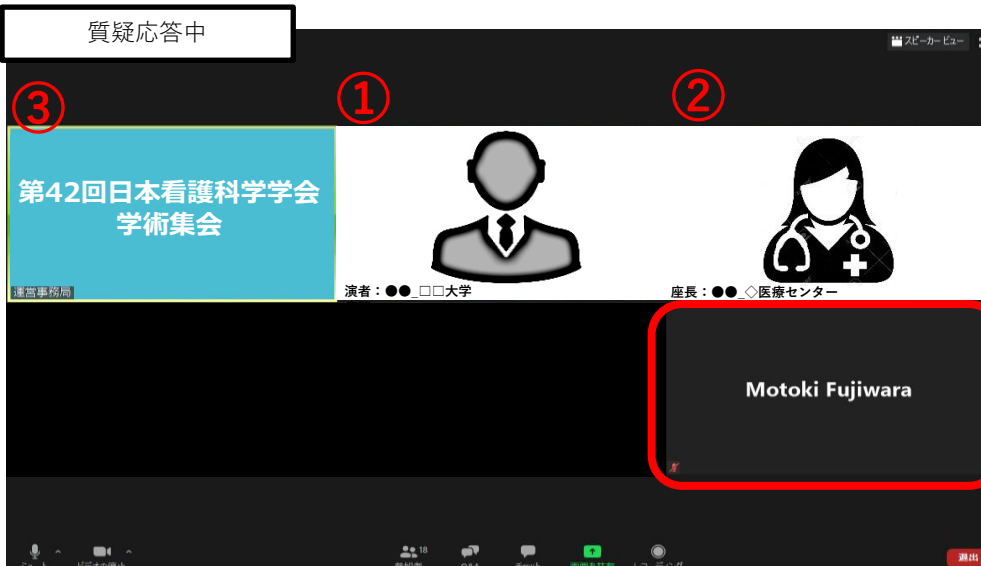 質疑応答中
スピーカー ビュー
③
①
②
第42回日本看護科学学会
学術集会
運営事務局
演者：●●_□□大学
座長：●●_◇医療センター
Motoki Fujiwara
18
退出